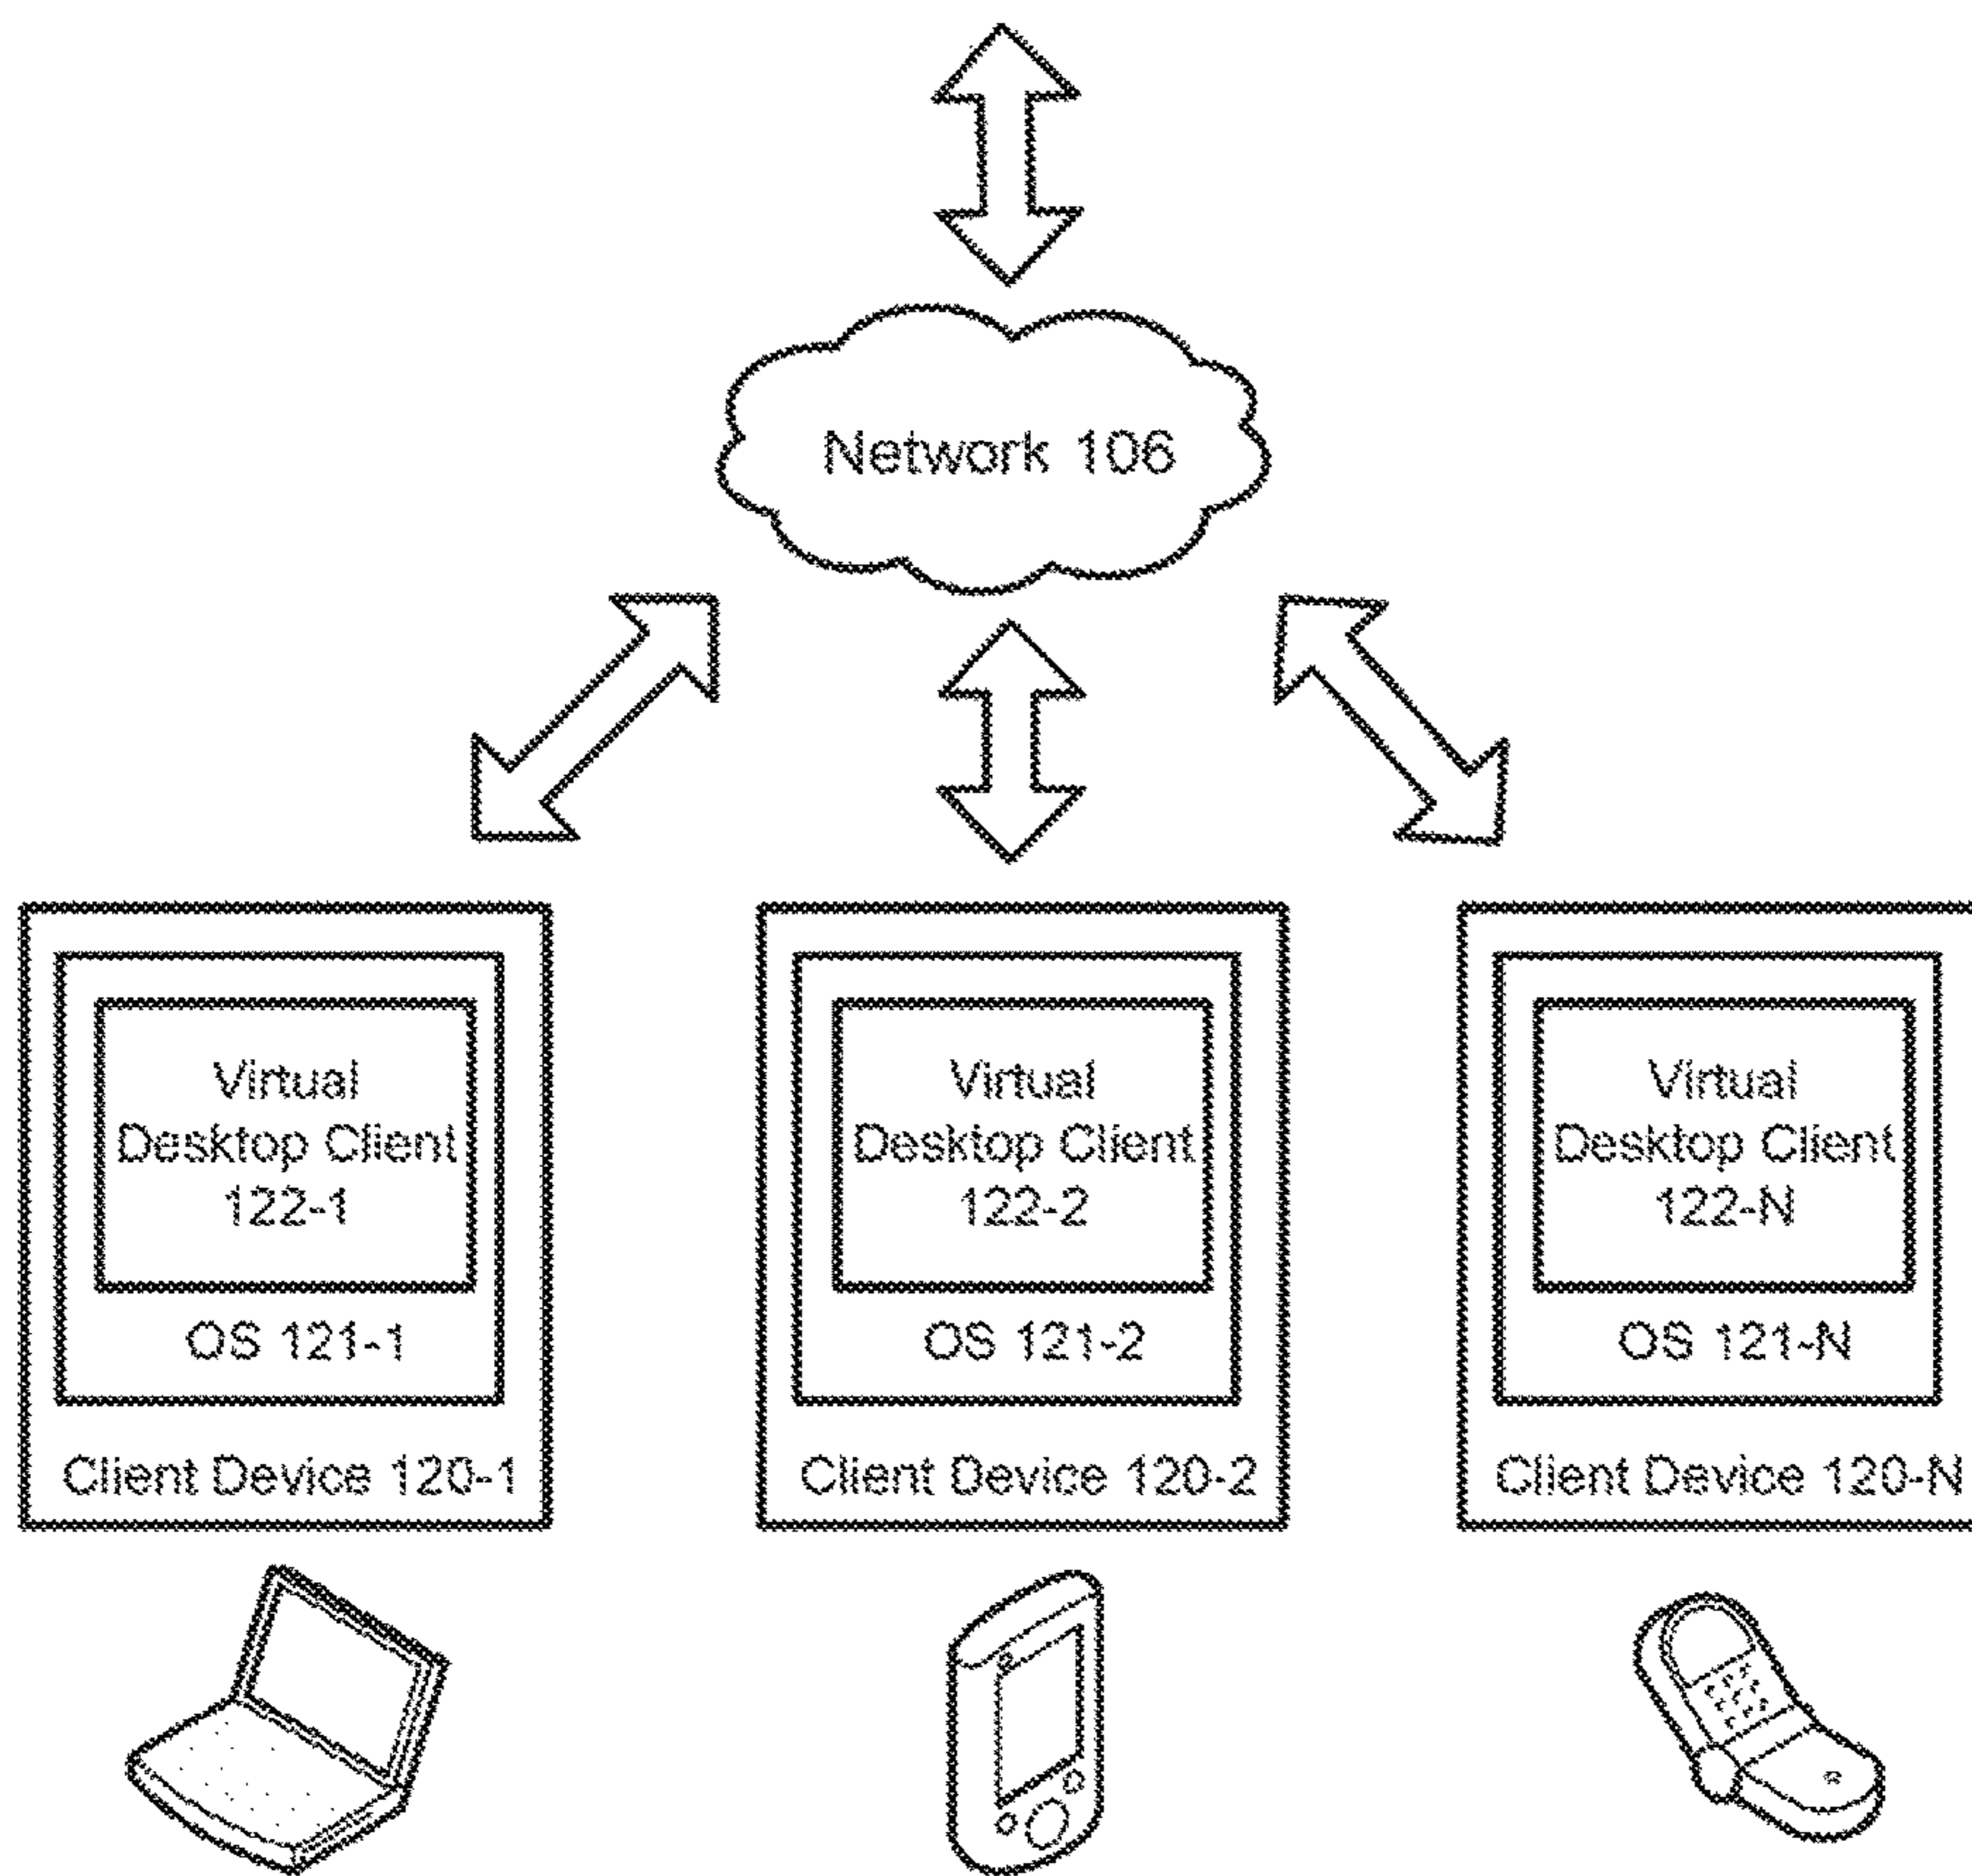 Network 106
Virtual
Desktop Client
122-1
OS 121-1
Client Device 120-1
Virtual
Desktop Client
122-2
OS 121-2
Client Device 120-2
Virtual
Desktop Client
122-N
OS 121-N
Client Device 120-N